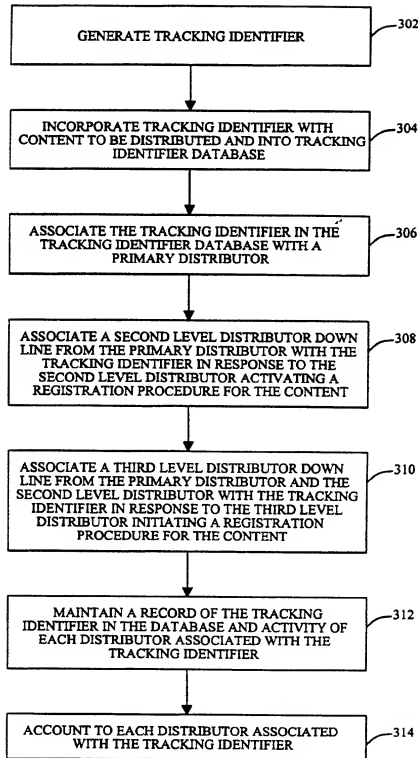 GENERATE TRACKING IDENTIFIER
302
INCORPORATE TRACKING IDENTIFIER WITH
CONTENT TO BE DISTRIBUTED AND INTO TRACKING
IDENTIFIER DATABASE
304
ASSOCIATE THE TRACKING IDENTIFIER IN THE
TRACKING IDENTIFIER DATABASE WITH A
PRIMARY DISTRIBUTOR
306
ASSOCIATE A SECOND LEVEL DISTRIBUTOR DOWN
LINE FROM THE PRIMARY DISTRIBUTOR WITH THE
TRACKING IDENTIFIER IN RESPONSE TO THE
SECOND LEVEL DISTRIBUTOR ACTIVATING A
REGISTRATION PROCEDURE FOR THE CONTENT
308
ASSOCIATE A THIRD LEVEL DISTRIBUTOR DOWN
LINE FROM THE PRIMARY DISTRIBUTOR AND THE
SECOND LEVEL DISTRIBUTOR WITH THE TRACKING
IDENTIFIER IN RESPONSE TO THE THIRD LEVEL
DISTRIBUTOR INITIATING A REGISTRATION
PROCEDURE FOR THE CONTENT
310
MAINTAIN A RECORD OF THE TRACKING
IDENTIFIER IN THE DATABASE AND ACTIVITY OF
EACH DISTRIBUTOR ASSOCIATED WITH THE
TRACKING IDENTIFIER
312
ACCOUNT TO EACH DISTRIBUTOR ASSOCIATED
WITH THE TRACKING IDENTIFIER
314